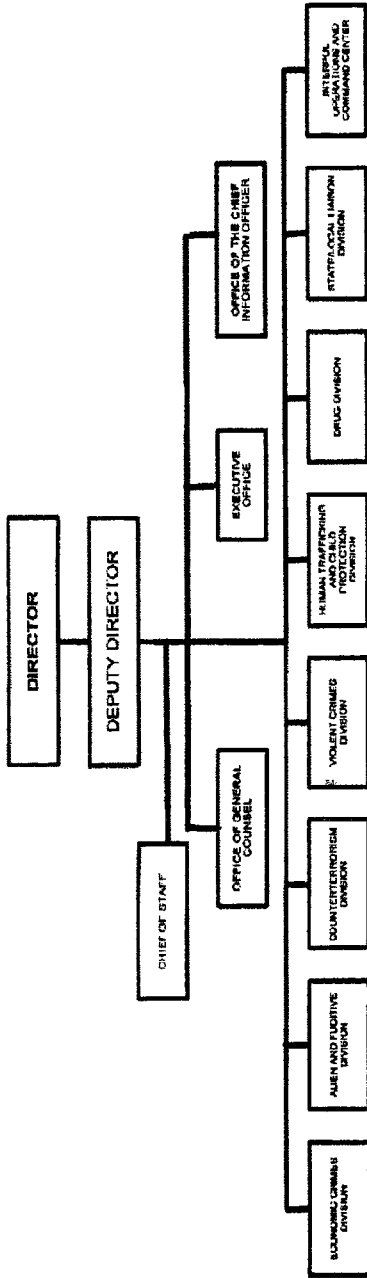 DIRECTOR
DEPUTY DIRECTOR
CHIEF OF STAFF
OFFICE OF GENERAL
COUNSEL
EXECUTIVE
OFFICE
OFFICE OF THE CHIEF
INFORMATION OFFICER
ECONOMIC CRIMES
DIVISION
ALIEN AND FUGITIVE
DIVISION
COUNTERTERRORISM
DIVISION
VIOLENT CRIMES
DIVISION
HUMAN TRAFFICKING
AND CHILD
PROTECTION
DIVISION
DRUG DIVISION
STATE/LOCAL LIAISON
DIVISION
INTERPOL
OPERATIONS AND
COMMAND CENTER